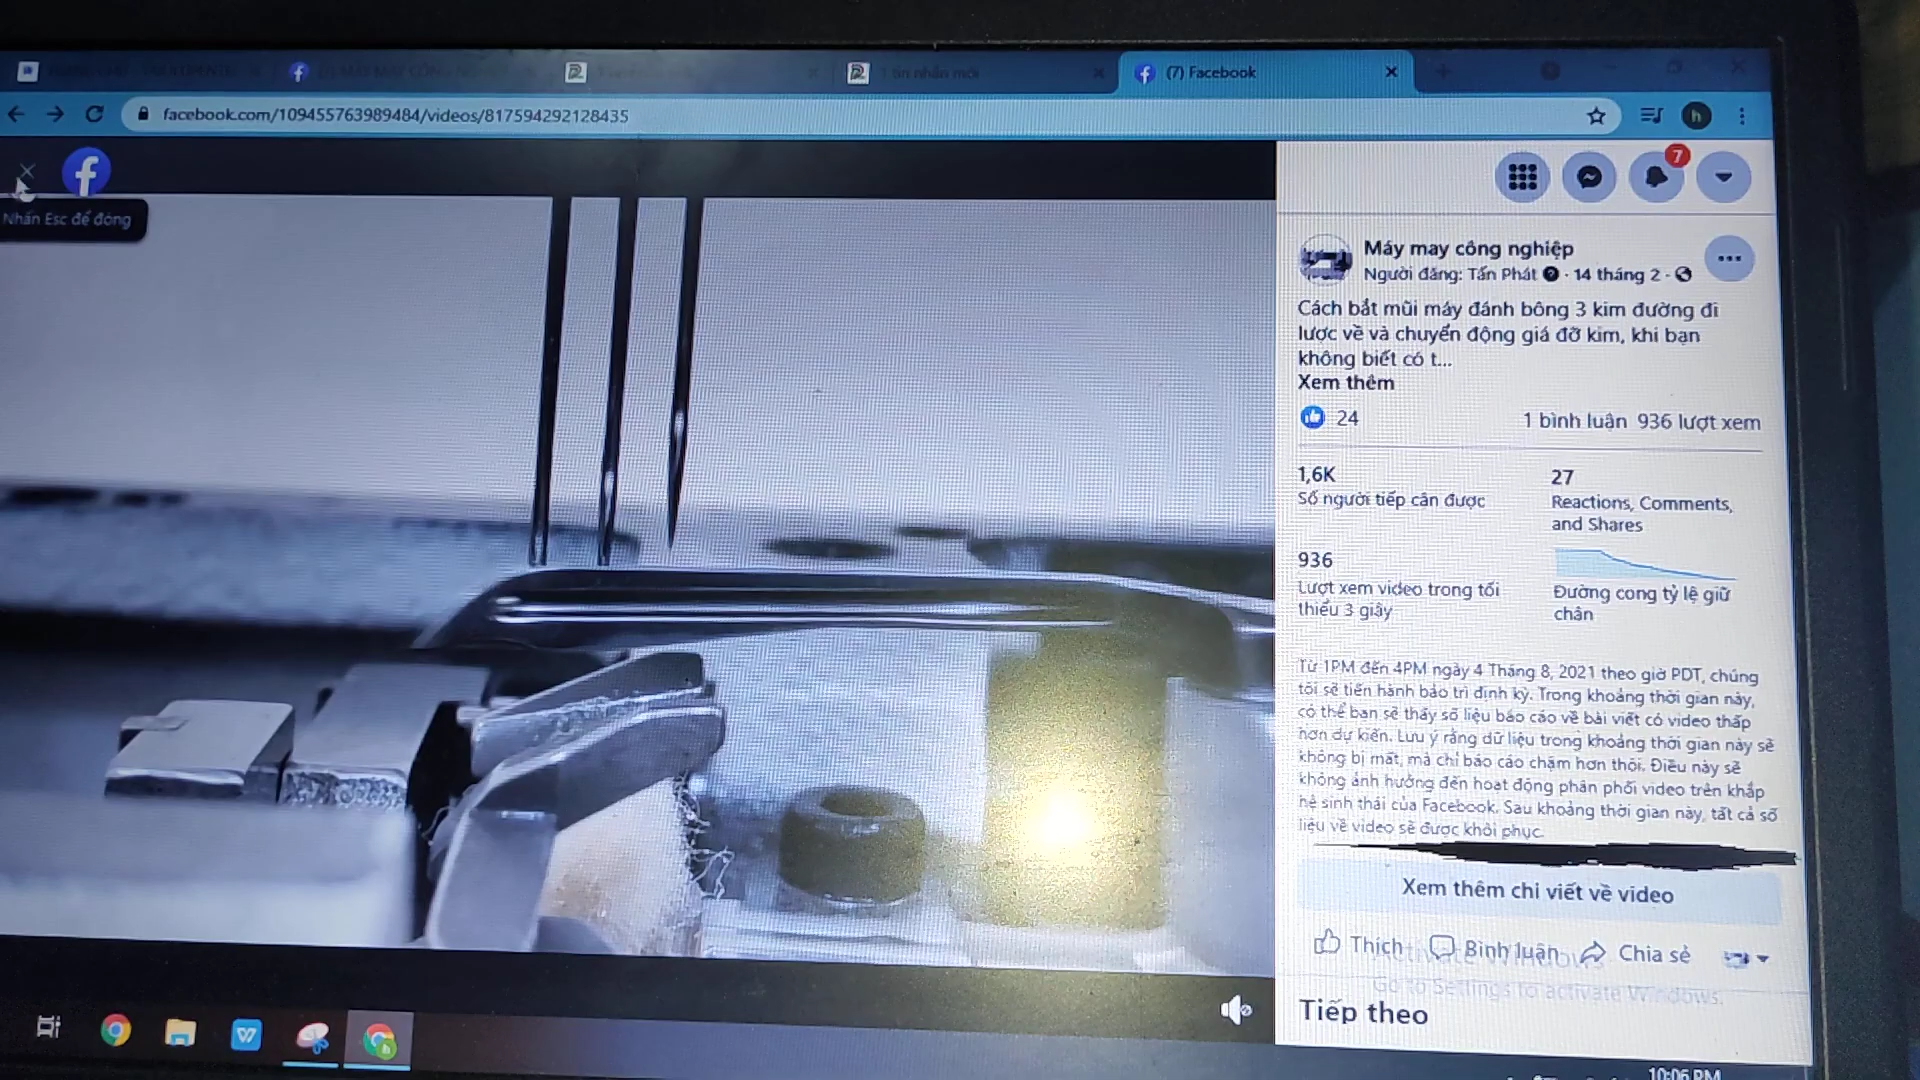 1 tin nhắn mới
(7) Facebook
facebook.com/109455763989484/videos/817594292128435
h
Nhấn Esc để đóng
7
Máy may công nghiệp
Người đăng: Tấn Phát · 14 tháng 2 ·
Cách bắt mũi máy đánh bông 3 kim đường đi
lược về và chuyển động giá đỡ kim, khi bạn
không biết có t...
Xem thêm
24
1 bình luận 936 lượt xem
1,6K
Số người tiếp cận được
27
Reactions, Comments,
and Shares
936
Lượt xem video trong tối
thiểu 3 giây
Đường cong tỷ lệ giữ
chân
Từ 1PM đến 4PM ngày 4 Tháng 8, 2021 theo giờ PDT, chúng
tôi sẽ tiến hành bảo trì định kỳ. Trong khoảng thời gian này,
có thể bạn sẽ thấy số liệu báo cáo về bài viết có video thấp
hơn dự kiến. Lưu ý rằng dữ liệu trong khoảng thời gian này sẽ
không bị mất, mà chỉ báo cáo chậm hơn thôi. Điều này sẽ
không ảnh hưởng đến hoạt động phân phối video trên khắp
hệ sinh thái của Facebook. Sau khoảng thời gian này, tất cả số
liệu về video sẽ được khôi phục.
Xem thêm chi viết về video
Thích
Bình luận
Chia sẻ
Go to Settings to activate Windows.
Tiếp theo
10:06 PM